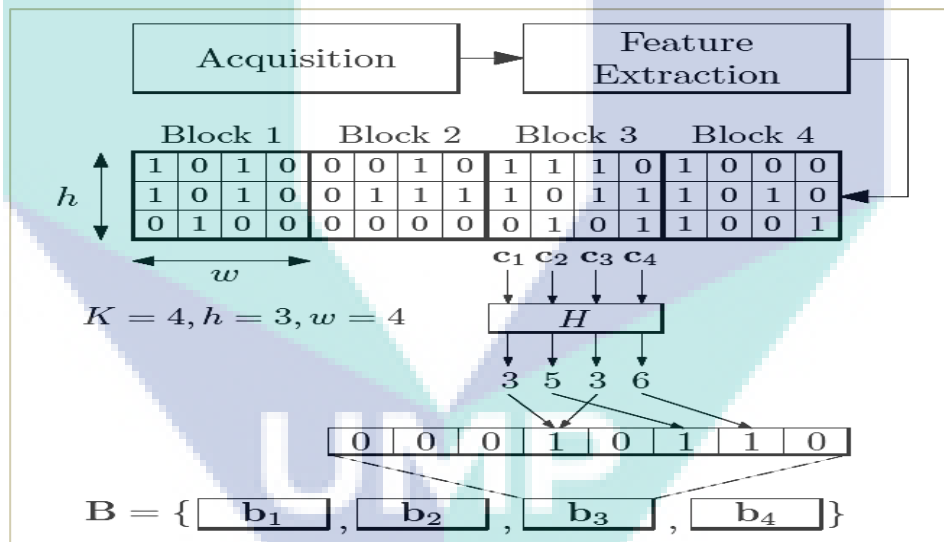 Acquisition
Feature
Extraction
Block 1 Block 2 Block 3 Block 4
1 0 1 0 0 0 1 0 1 1 1 0 1 0 0 0
h 1 0 1 0 0 1 1 1 1 0 1 1 1 0 1 0
0 1 0 0 0 0 0 0 0 1 0 1 1 0 0 1
w
c₁ c₂ c₃ c₄
K = 4, h = 3, w = 4
H
3 5 3 6
0 0 0 1 0 1 1 0
UMP
B = { b₁ , b₂ , b₃ , b₄ }